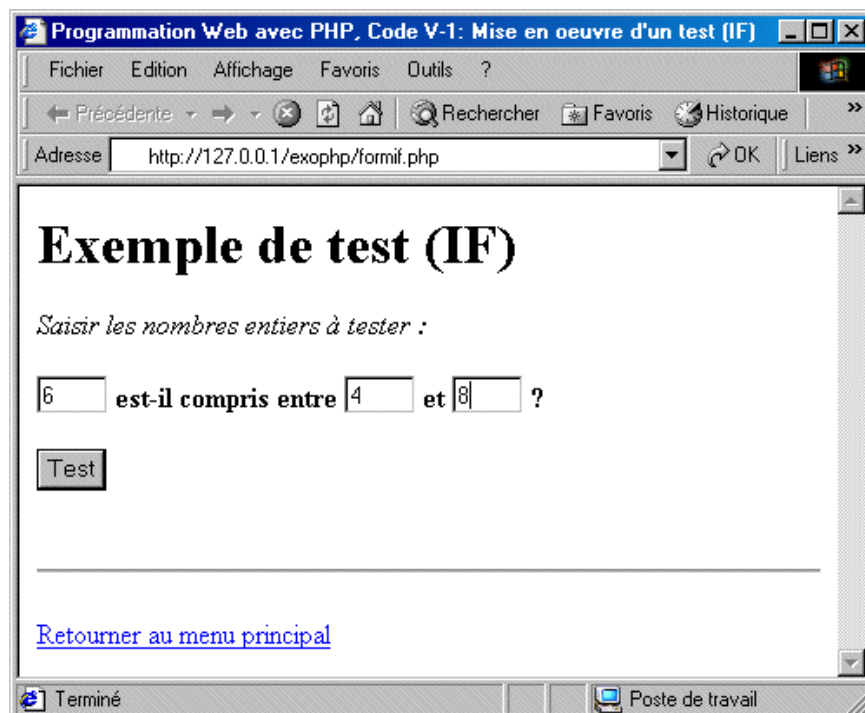 Programmation Web avec PHP, Code V-1: Mise en oeuvre d'un test (IF)
Fichier Edition Affichage Favoris Outils ?
Précédente Rechercher Favoris Historique »
Adresse http://127.0.0.1/exophp/formif.php OK Liens »
Exemple de test (IF)
Saisir les nombres entiers à tester :
6 est-il compris entre 4 et 8 ?
Test
Retourner au menu principal
Terminé Poste de travail